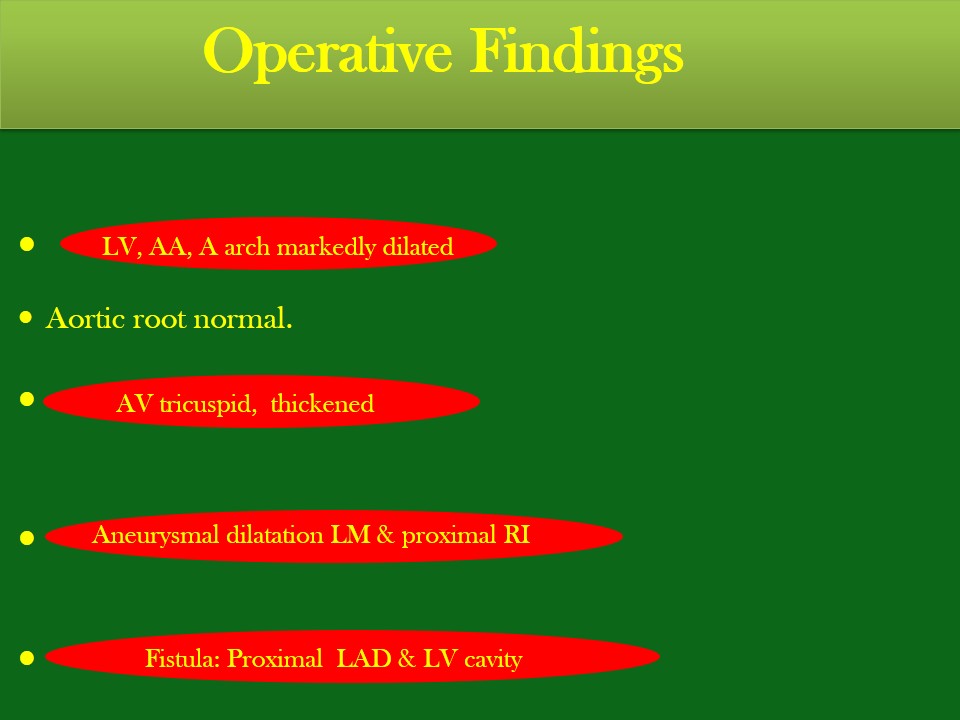 Operative Findings
• LV, AA, A arch markedly dilated
• Aortic root normal.
• AV tricuspid, thickened
• Aneurysmal dilatation LM & proximal RI
• Fistula: Proximal LAD & LV cavity